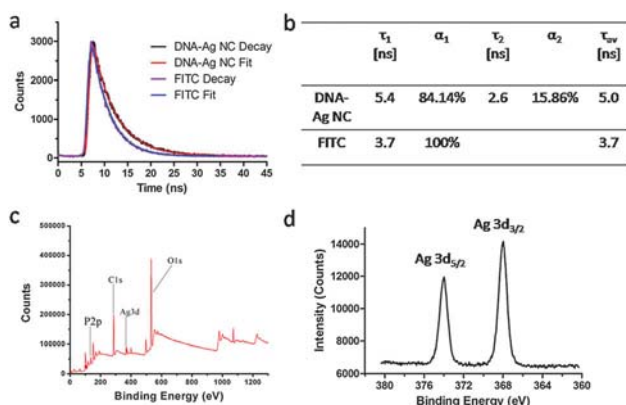 a
3000
2000
1000
0
Counts
0 5 10 15 20 25 30 35 40 45
Time (ns)
DNA-Ag NC Decay
DNA-Ag NC Fit
FITC Decay
FITC Fit
b
τ₁ α₁ τ₂ α₂ τav
[ns] [ns] [ns]
DNA- 5.4 84.14% 2.6 15.86% 5.0
Ag NC
FITC 3.7 100% 3.7
c
500000
400000
300000
200000
100000
0
Counts
P2p
C1s
Ag3d
O1s
0 200 400 600 800 1000 1200
Binding Energy (eV)
d
14000
12000
10000
8000
6000
Intensity (Counts)
Ag 3d5/2
Ag 3d3/2
380 376 372 368 364 360
Binding Energy (eV)